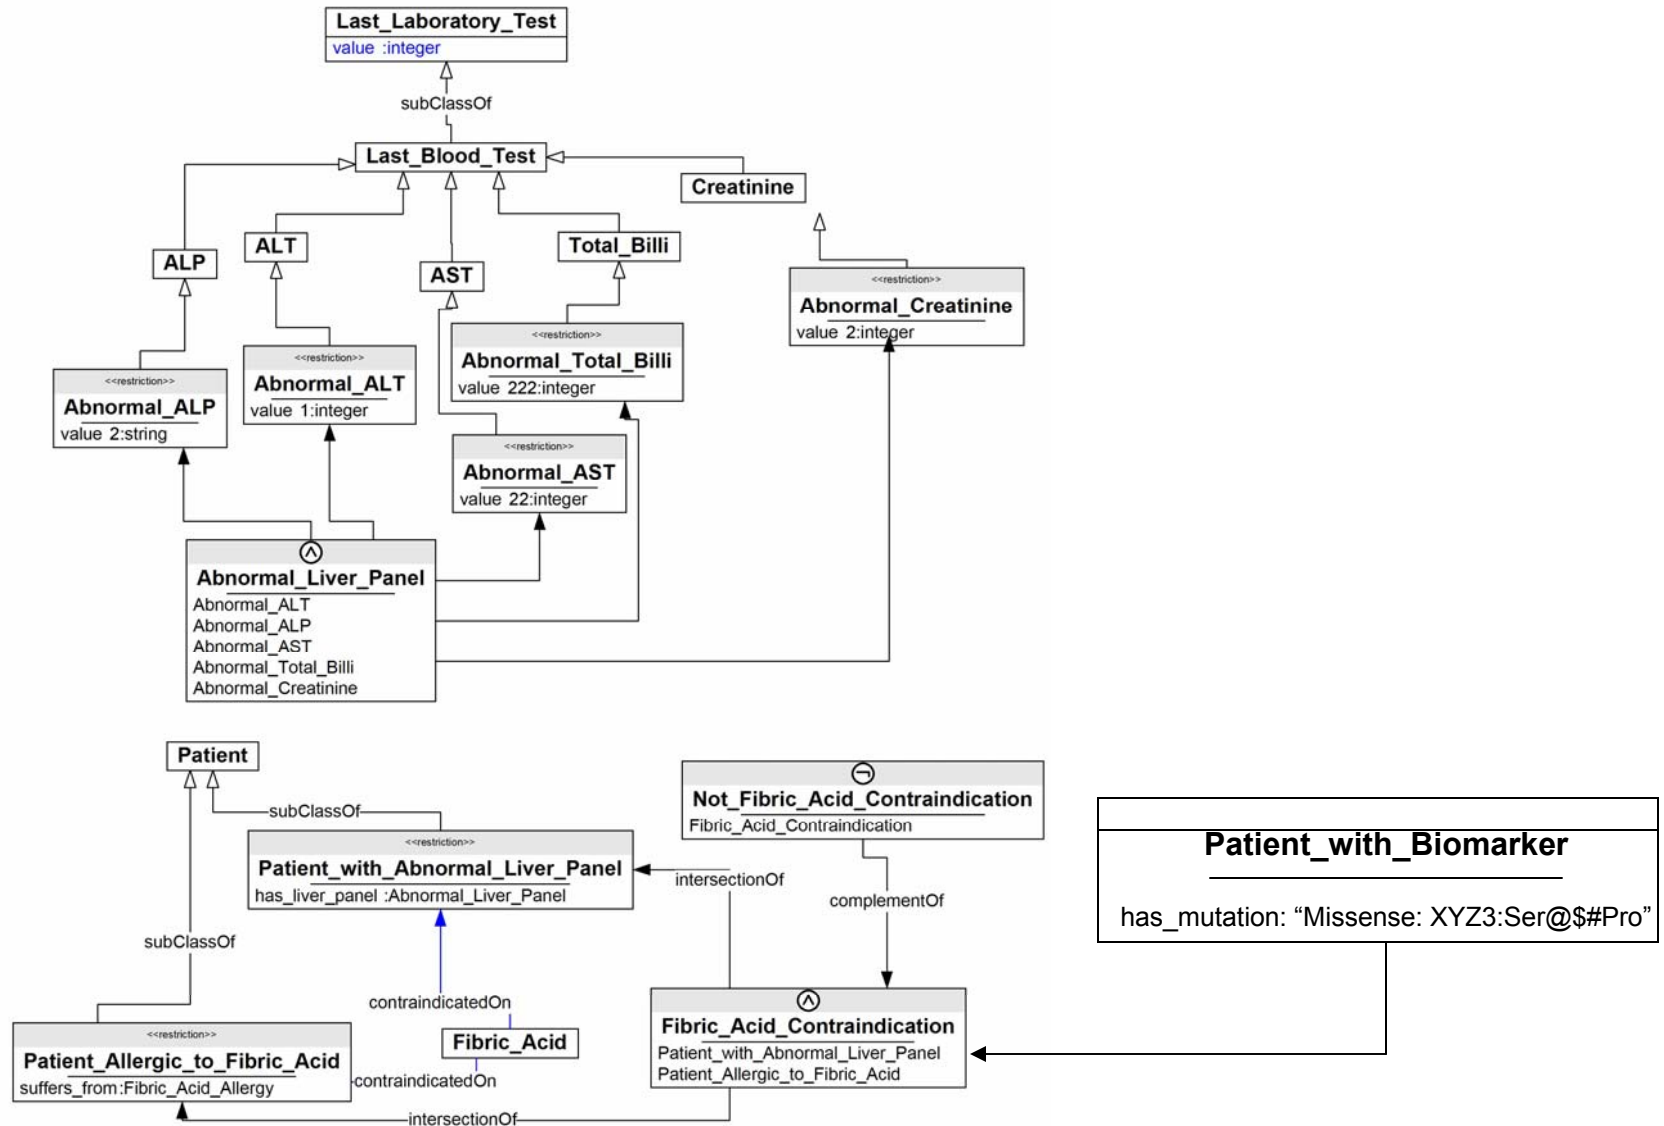 Last_Laboratory_Test
value :integer
subClassOf
Last_Blood_Test
Creatinine
ALP
ALT
AST
Total_Billi
<<restriction>>
Abnormal_Creatinine
value 2:integer
<<restriction>>
Abnormal_Total_Billi
value 222:integer
<<restriction>>
Abnormal_ALT
value 1:integer
<<restriction>>
Abnormal_ALP
value 2:string
<<restriction>>
Abnormal_AST
value 22:integer
Abnormal_Liver_Panel
Abnormal_ALT
Abnormal_ALP
Abnormal_AST
Abnormal_Total_Billi
Abnormal_Creatinine
Patient
subClassOf
<<restriction>>
Patient_with_Abnormal_Liver_Panel
has_liver_panel :Abnormal_Liver_Panel
Not_Fibric_Acid_Contraindication
Fibric_Acid_Contraindication
Patient_with_Biomarker
has_mutation: “Missense: XYZ3:Ser@$#Pro”
intersectionOf
complementOf
subClassOf
contraindicatedOn
Fibric_Acid
contraindicatedOn
<<restriction>>
Patient_Allergic_to_Fibric_Acid
suffers_from:Fibric_Acid_Allergy
Fibric_Acid_Contraindication
Patient_with_Abnormal_Liver_Panel
Patient_Allergic_to_Fibric_Acid
intersectionOf